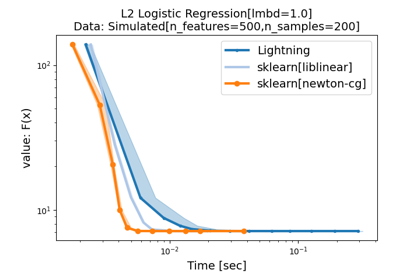 L2 Logistic Regression[lmbd=1.0]
Data: Simulated[n_features=500,n_samples=200]
Lightning
sklearn[liblinear]
sklearn[newton-cg]
value: F(x)
10²
10¹
10⁻²
10⁻¹
Time [sec]